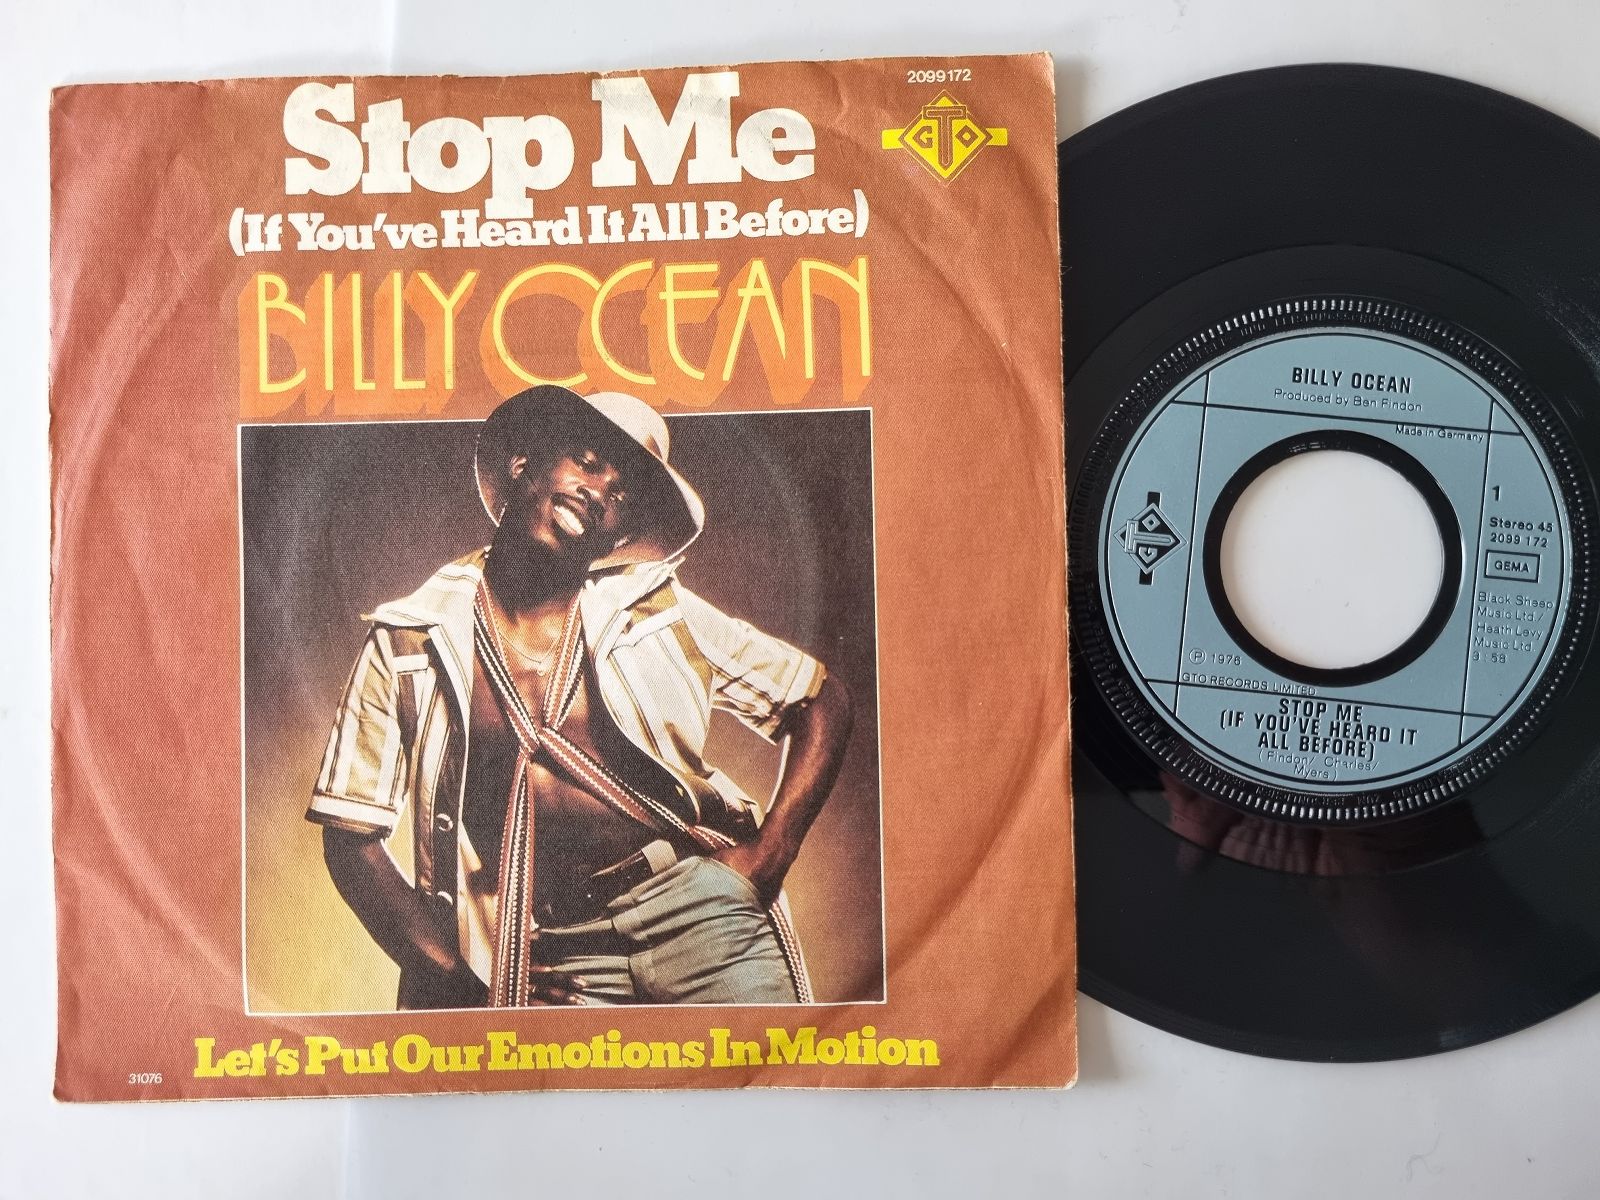 2099172
GTO
Stop Me
(If You've Heard It All Before)
BILLY OCEAN
Let's Put Our Emotions In Motion
31076
BILLY OCEAN
Produced by Ben Findon
Made in Germany
GTO
1
Stereo 45
2099 172
GEMA
Black Sheep
Music Ltd /
Heath Levy
Music Ltd
3:58
Ⓟ 1976
GTO RECORDS LIMITED
STOP ME
(IF YOU'VE HEARD IT
ALL BEFORE)
(Findon/ Charles/
Myers)